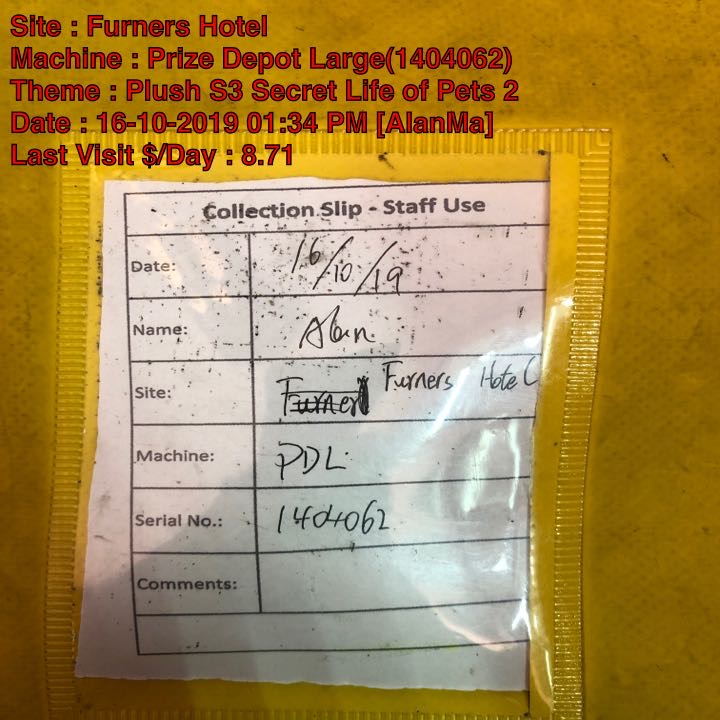 Site : Furners Hotel
Machine : Prize Depot Large(1404062)
Theme : Plush S3 Secret Life of Pets 2
Date : 16-10-2019 01:34 PM [AlanMa]
Last Visit $/Day : 8.71
Collection Slip - Staff Use
Date: 16/10/19
Name: Alan
Site: Furner Furners Hotel
Machine: PDL
Serial No.: 1404062
Comments: